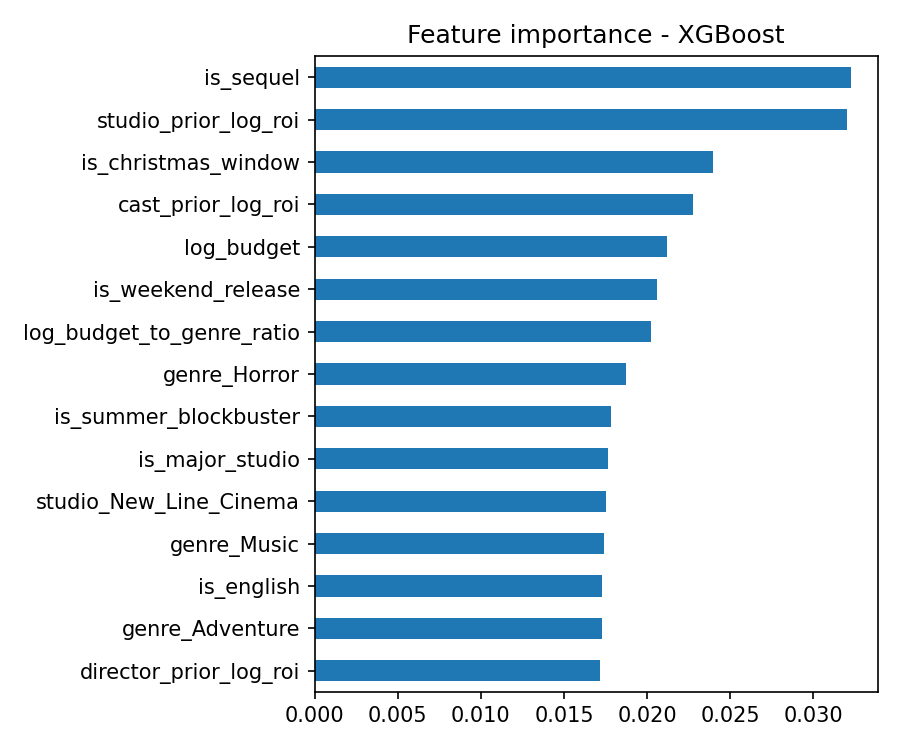 Feature importance - XGBoost
is_sequel
studio_prior_log_roi
is_christmas_window
cast_prior_log_roi
log_budget
is_weekend_release
log_budget_to_genre_ratio
genre_Horror
is_summer_blockbuster
is_major_studio
studio_New_Line_Cinema
genre_Music
is_english
genre_Adventure
director_prior_log_roi
0.000 0.005 0.010 0.015 0.020 0.025 0.030